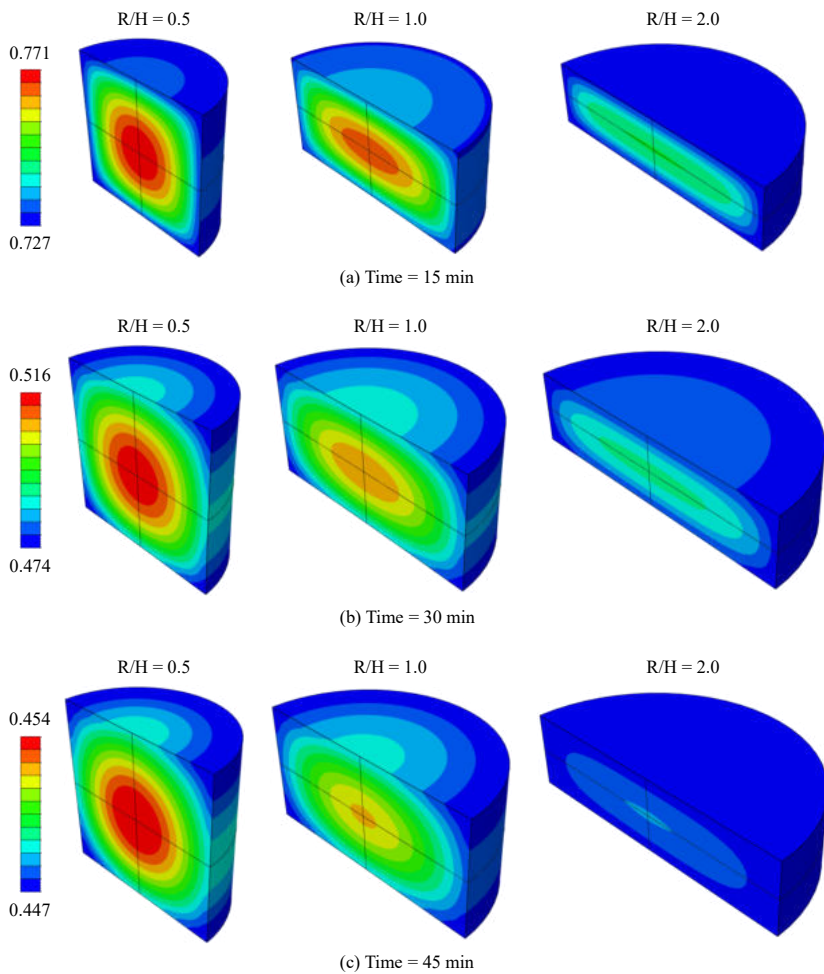 R/H = 0.5 R/H = 1.0 R/H = 2.0
0.771
0.727
(a) Time = 15 min
R/H = 0.5 R/H = 1.0 R/H = 2.0
0.516
0.474
(b) Time = 30 min
R/H = 0.5 R/H = 1.0 R/H = 2.0
0.454
0.447
(c) Time = 45 min